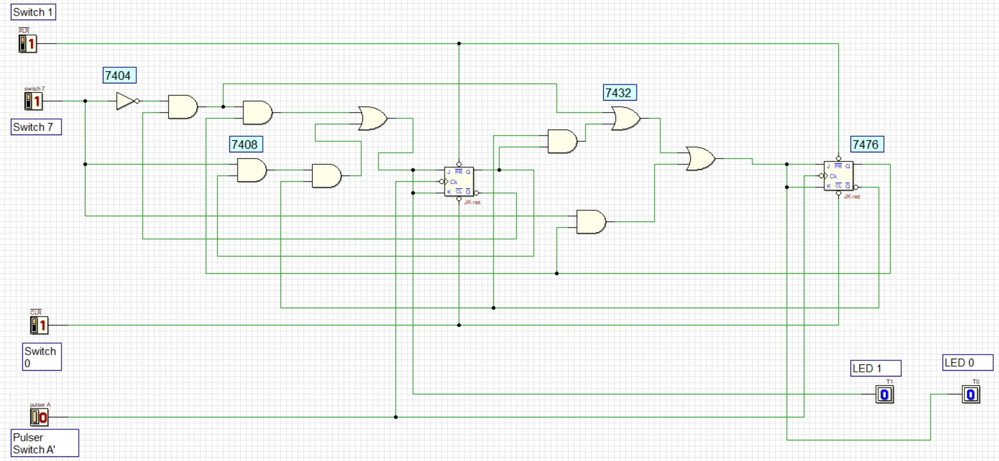 Switch 1
PLR
1
7404
switch 7
1
Switch 7
7408
7432
7476
J PR Q
Ck
K CL Q
JK-net
J PR Q
Ck
K CL Q
JK-net
CLR
1
Switch
0
LED 1
LED 0
T1
0
T0
0
pulser A
0
Pulser
Switch A'